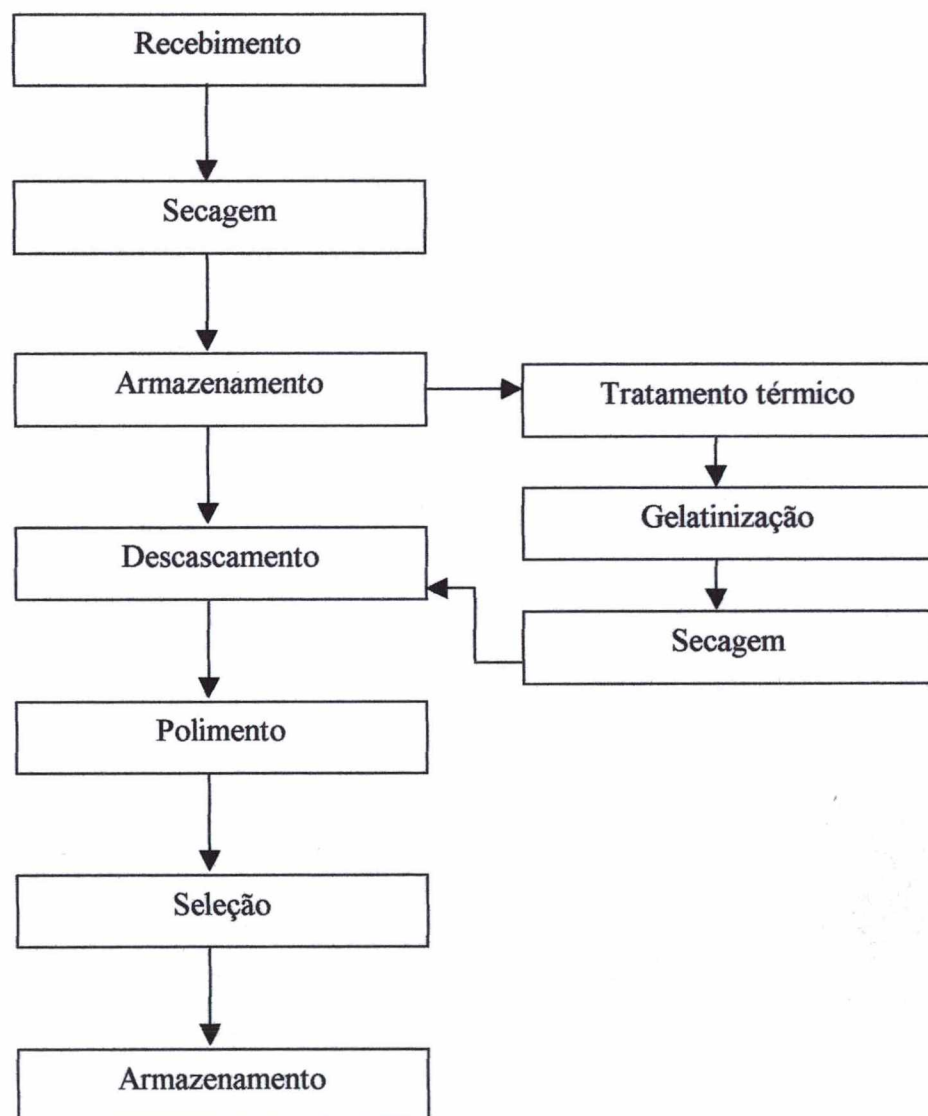 Recebimento
Secagem
Armazenamento
Tratamento térmico
Gelatinização
Descascamento
Secagem
Polimento
Seleção
Armazenamento